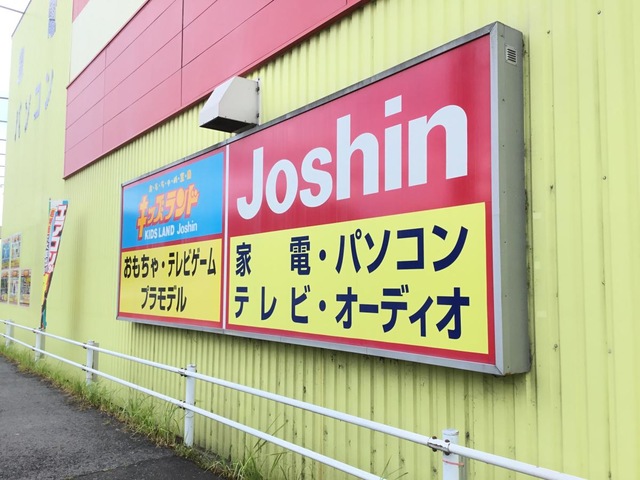 パソコン
キッズランド
KIDS LAND Joshin
おもちゃ・テレビゲーム
プラモデル
Joshin
家電・パソコン
テレビ・オーディオ